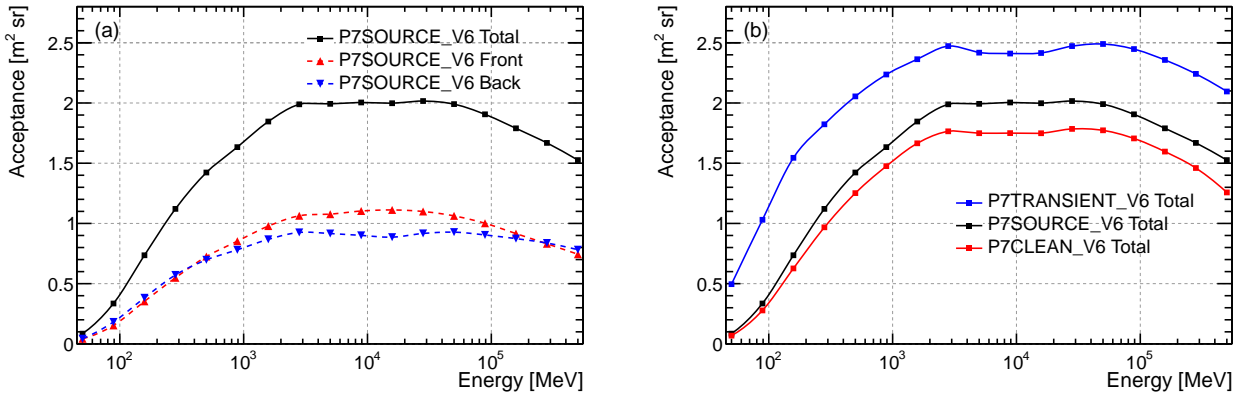 (a)
Acceptance [m² sr]
P7SOURCE_V6 Total
P7SOURCE_V6 Front
P7SOURCE_V6 Back
2.5
2
1.5
1
0.5
0
10² 10³ 10⁴ 10⁵
Energy [MeV]
(b)
Acceptance [m² sr]
2.5
2
1.5
1
0.5
0
P7TRANSIENT_V6 Total
P7SOURCE_V6 Total
P7CLEAN_V6 Total
10² 10³ 10⁴ 10⁵
Energy [MeV]